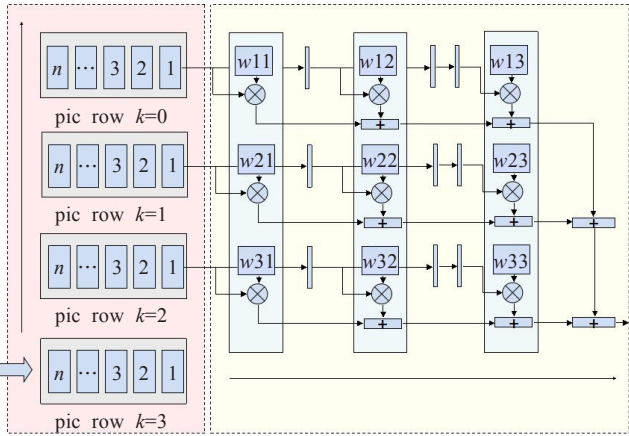 n ... 3 2 1
pic row k=0
n ... 3 2 1
pic row k=1
n ... 3 2 1
pic row k=2
n ... 3 2 1
pic row k=3
w11 w12 w13
+ +
w21 w22 w23
+ + +
w31 w32 w33
+ + +